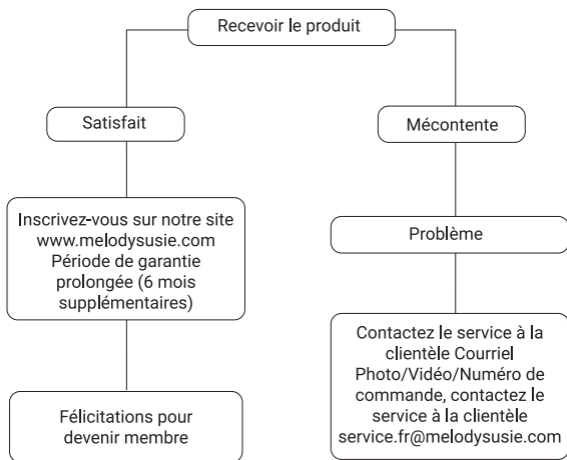 Recevoir le produit
Satisfait
Mécontente
Inscrivez-vous sur notre site
www.melodysusie.com
Période de garantie
prolongée (6 mois
supplémentaires)
Problème
Félicitations pour
devenir membre
Contactez le service à la
clientèle Courriel
Photo/Vidéo/Numéro de
commande, contactez le
service à la clientèle
service.fr@melodysusie.com